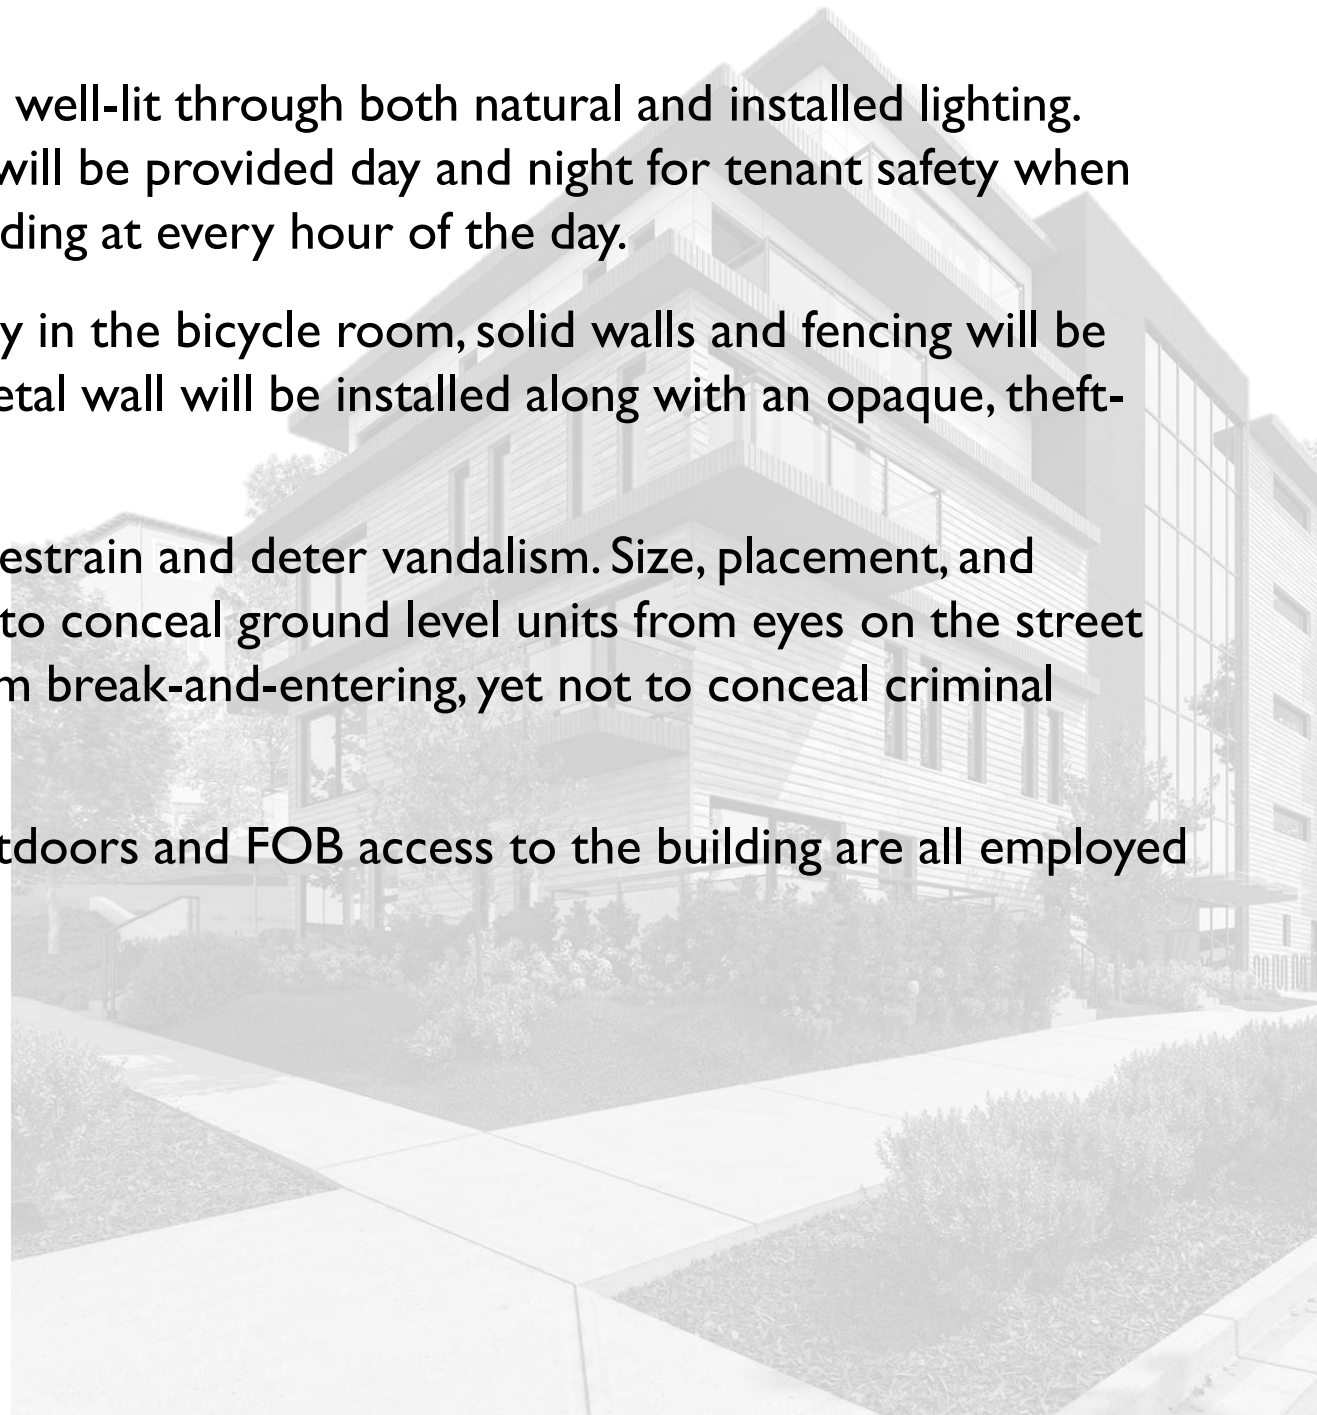 well-lit through both natural and installed lighting.
will be provided day and night for tenant safety when
ding at every hour of the day.
y in the bicycle room, solid walls and fencing will be
etal wall will be installed along with an opaque, theft-
estrain and deter vandalism. Size, placement, and
to conceal ground level units from eyes on the street
m break-and-entering, yet not to conceal criminal
tdoors and FOB access to the building are all employed